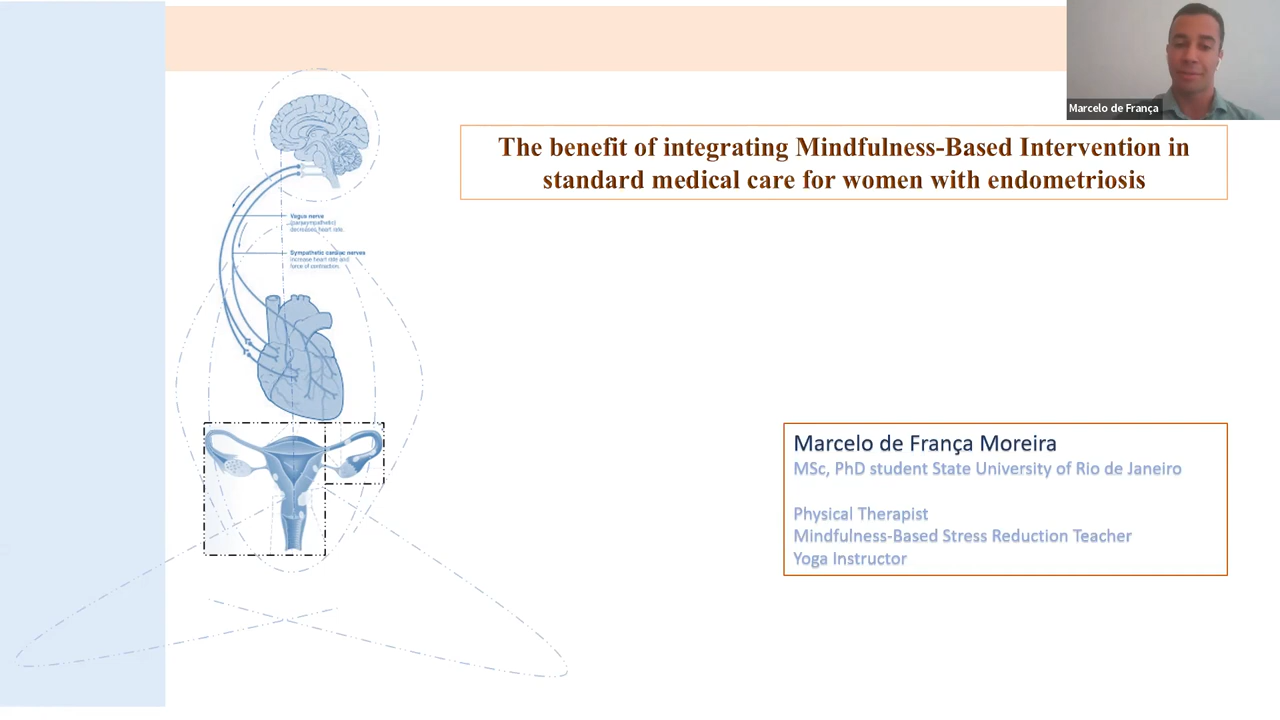 Marcelo de França
The benefit of integrating Mindfulness-Based Intervention in
standard medical care for women with endometriosis
Vagus nerve
(parasympathetic)
decreases heart rate.
Sympathetic cardiac nerves
increase heart rate and
force of contraction.
Marcelo de França Moreira
MSc, PhD student State University of Rio de Janeiro
Physical Therapist
Mindfulness-Based Stress Reduction Teacher
Yoga Instructor